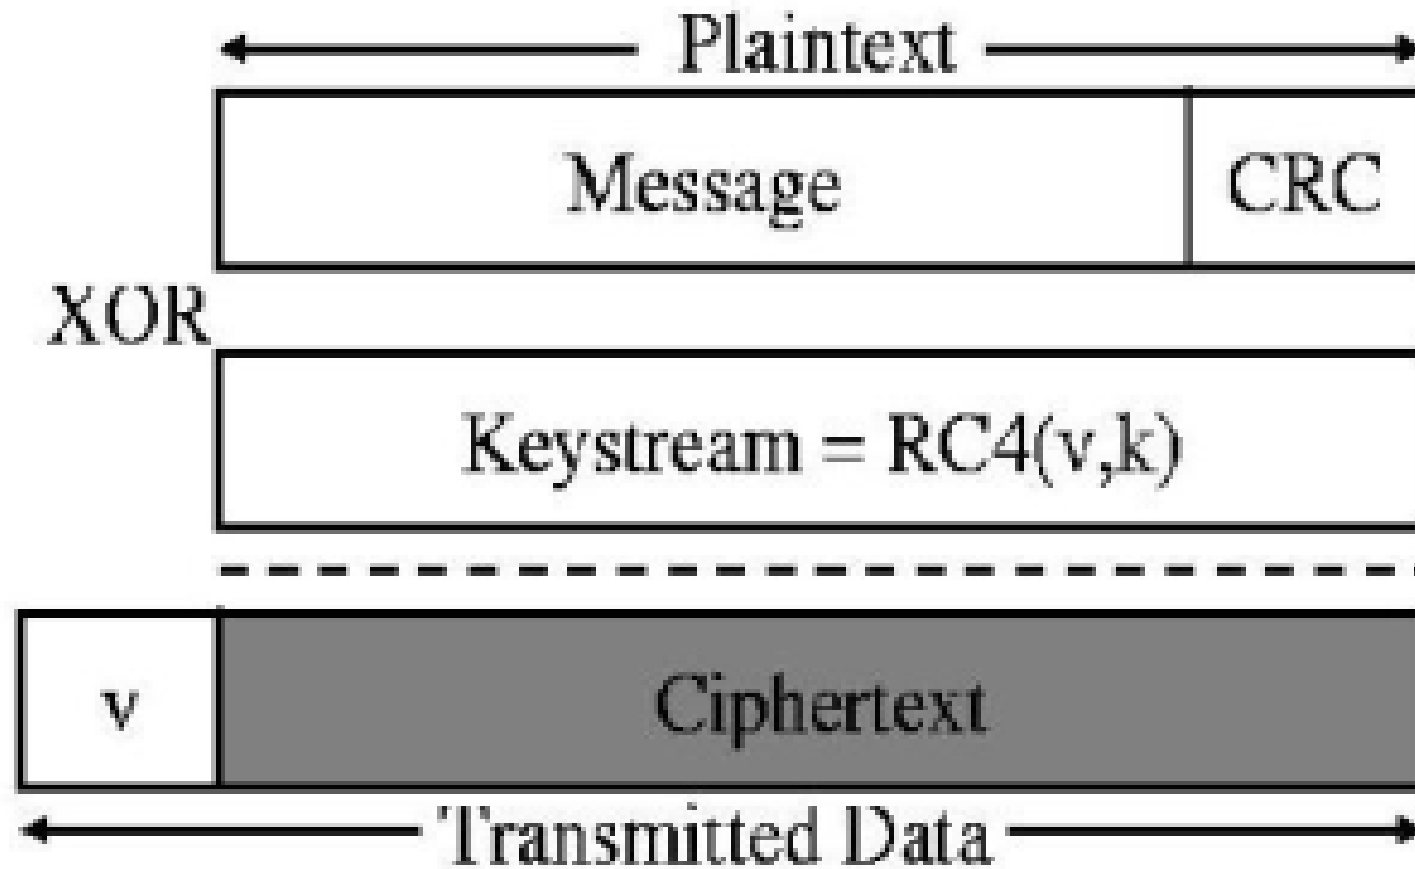 Plaintext
Message CRC
XOR
Keystream = RC4(v,k)
v Ciphertext
Transmitted Data